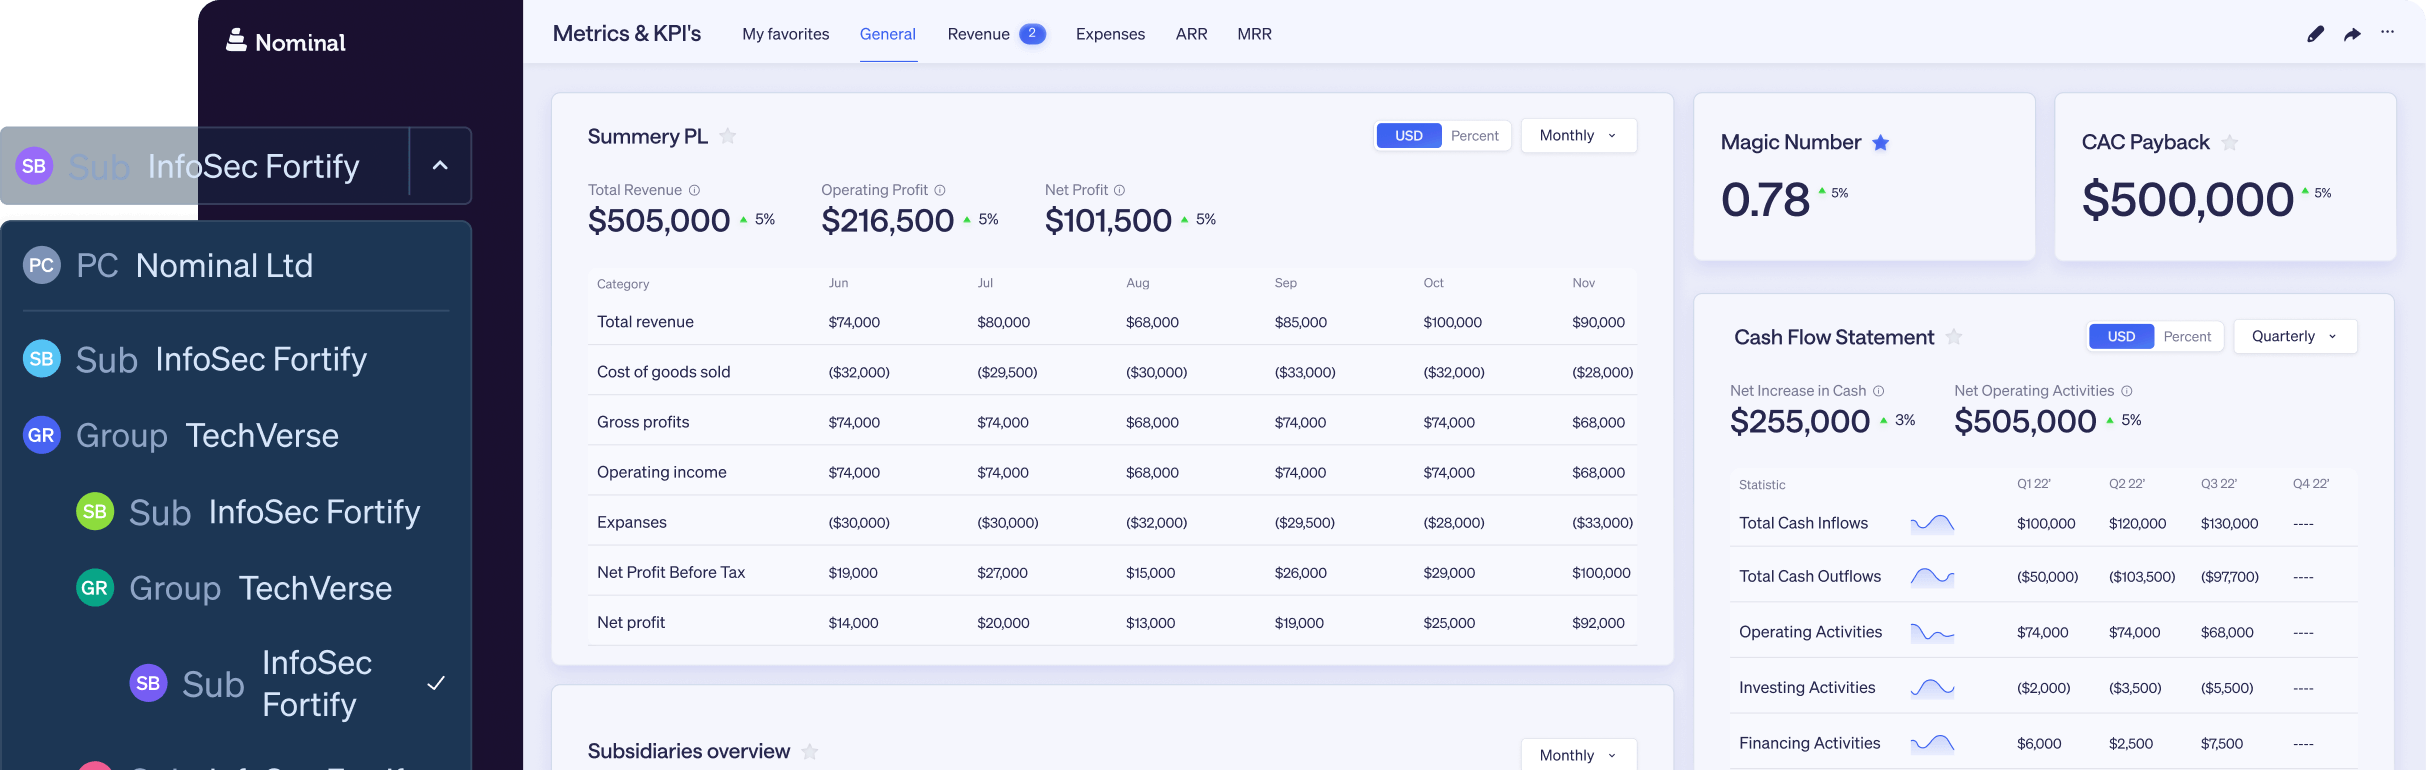 Nominal
SB Sub InfoSec Fortify
PC PC Nominal Ltd
SB Sub InfoSec Fortify
GR Group TechVerse
SB Sub InfoSec Fortify
GR Group TechVerse
SB Sub InfoSec
Fortify
Metrics & KPI's My favorites General Revenue 2 Expenses ARR MRR
Summery PL USD Percent Monthly
Total Revenue Operating Profit Net Profit
$505,000 5% $216,500 5% $101,500 5%
Category Jun Jul Aug Sep Oct Nov
Total revenue $74,000 $80,000 $68,000 $85,000 $100,000 $90,000
Cost of goods sold ($32,000) ($29,500) ($30,000) ($33,000) ($32,000) ($28,000)
Gross profits $74,000 $74,000 $68,000 $74,000 $74,000 $68,000
Operating income $74,000 $74,000 $68,000 $74,000 $74,000 $68,000
Expanses ($30,000) ($30,000) ($32,000) ($29,500) ($28,000) ($33,000)
Net Profit Before Tax $19,000 $27,000 $15,000 $26,000 $29,000 $100,000
Net profit $14,000 $20,000 $13,000 $19,000 $25,000 $92,000
Subsidiaries overview Monthly
Magic Number
0.78 5%
CAC Payback
$500,000 5%
Cash Flow Statement USD Percent Quarterly
Net Increase in Cash Net Operating Activities
$255,000 3% $505,000 5%
Statistic Q1 22' Q2 22' Q3 22' Q4 22'
Total Cash Inflows $100,000 $120,000 $130,000 ----
Total Cash Outflows ($50,000) ($103,500) ($97,700) ----
Operating Activities $74,000 $74,000 $68,000 ----
Investing Activities ($2,000) ($3,500) ($5,500) ----
Financing Activities $6,000 $2,500 $7,500 ----